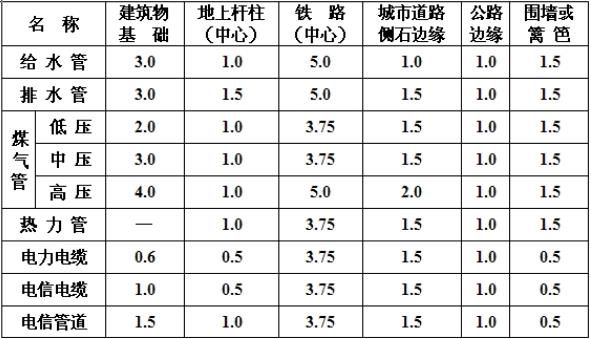 名 称 建筑物基 础 地上杆柱（中心） 铁 路（中心） 城市道路侧石边缘 公路边缘 围墙或篱 笆
给 水 管 3.0 1.0 5.0 1.0 1.0 1.5
排 水 管 3.0 1.5 5.0 1.5 1.0 1.5
煤气管 低 压 2.0 1.0 3.75 1.5 1.0 1.5
中 压 3.0 1.0 3.75 1.5 1.0 1.5
高 压 4.0 1.0 5.0 2.0 1.0 1.5
热 力 管 — 1.0 3.75 1.5 1.0 1.5
电力电缆 0.6 0.5 3.75 1.5 1.0 0.5
电信电缆 1.0 0.5 3.75 1.5 1.0 0.5
电信管道 1.5 1.0 3.75 1.5 1.0 1.5